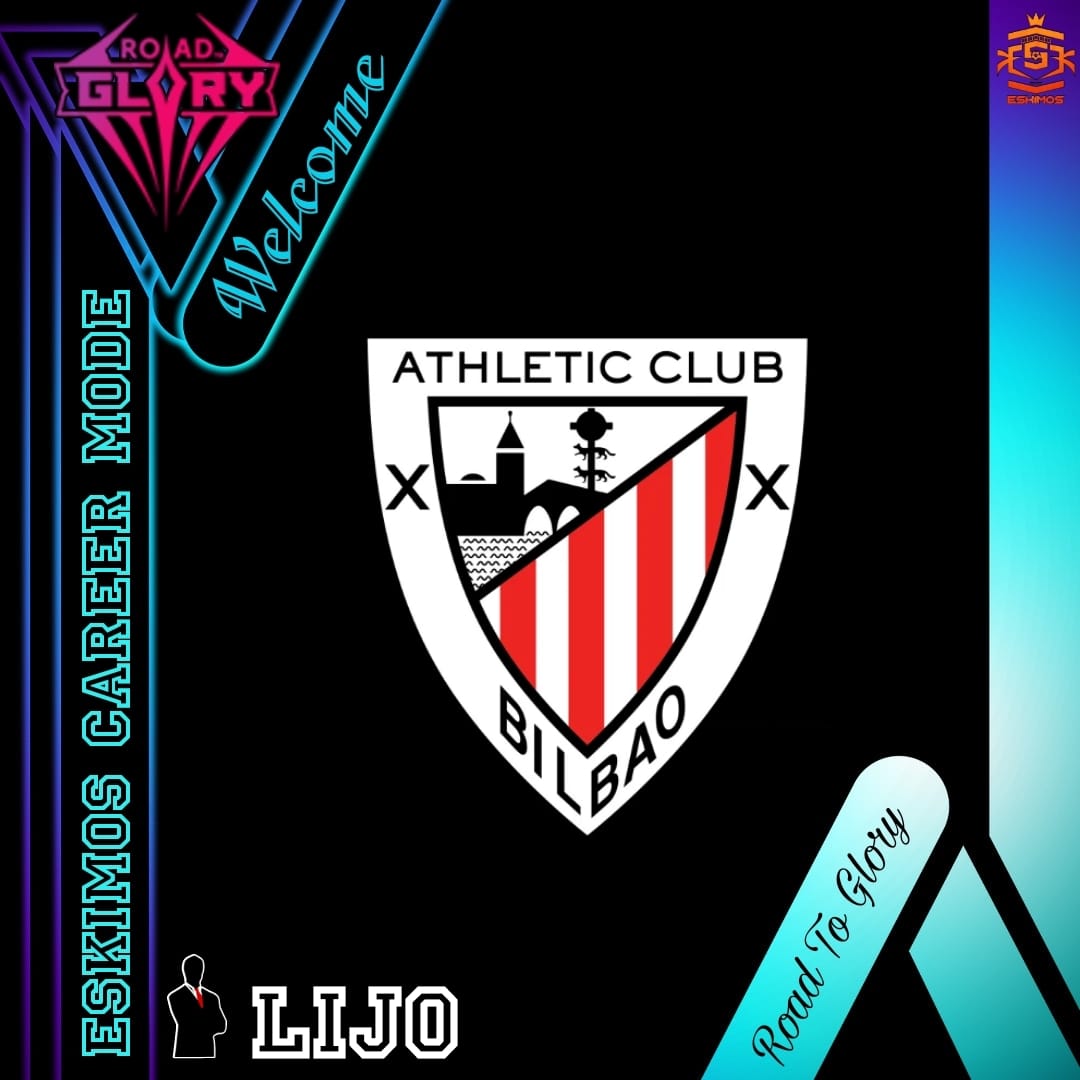 ROAD
GLORY
Welcome
ESKIMOS
ESKIMOS CAREER MODE
ATHLETIC CLUB
X X
BILBAO
Road To Glory
LIJO